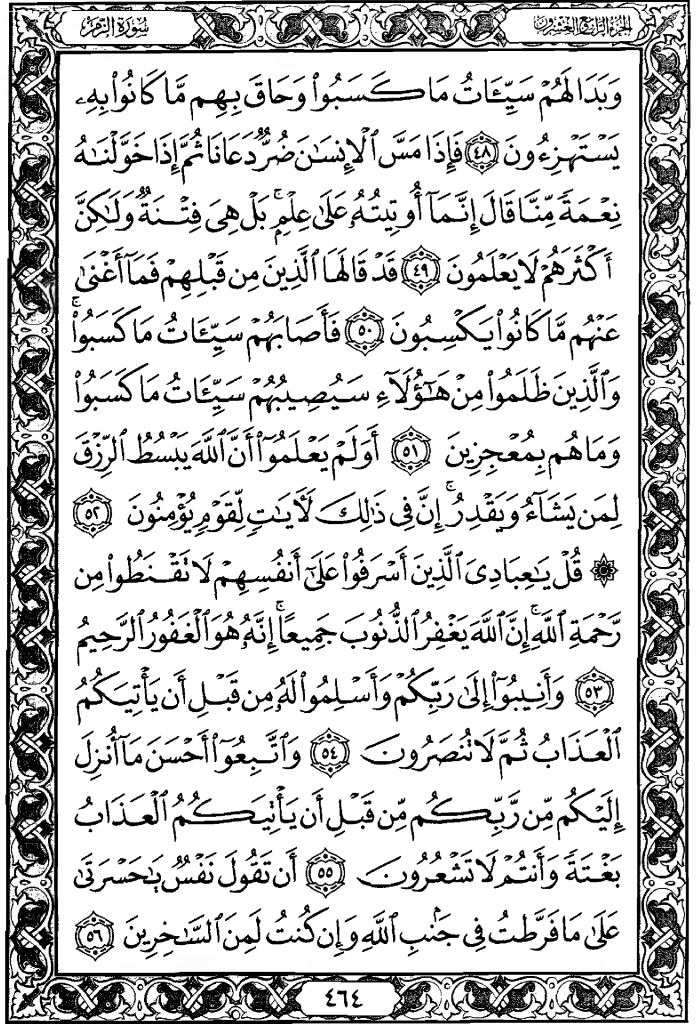 الجزء الرابع والعشرون
سورة الزمر
وَبَدَا لَهُمْ سَيِّـَٔاتُ مَا كَسَبُوا۟ وَحَاقَ بِهِم مَّا كَانُوا۟ بِهِۦ
يَسْتَهْزِءُونَ ٤٨ فَإِذَا مَسَّ ٱلْإِنسَٰنَ ضُرٌّ دَعَانَا ثُمَّ إِذَا خَوَّلْنَٰهُ
نِعْمَةً مِّنَّا قَالَ إِنَّمَآ أُوتِيتُهُۥ عَلَىٰ عِلْمٍۭ ۚ بَلْ هِىَ فِتْنَةٌ وَلَٰكِنَّ
أَكْثَرَهُمْ لَا يَعْلَمُونَ ٤٩ قَدْ قَالَهَا ٱلَّذِينَ مِن قَبْلِهِمْ فَمَآ أَغْنَىٰ
عَنْهُم مَّا كَانُوا۟ يَكْسِبُونَ ٥٠ فَأَصَابَهُمْ سَيِّـَٔاتُ مَا كَسَبُوا۟ ۚ
وَٱلَّذِينَ ظَلَمُوا۟ مِنْ هَٰٓؤُلَآءِ سَيُصِيبُهُمْ سَيِّـَٔاتُ مَا كَسَبُوا۟
وَمَا هُم بِمُعْجِزِينَ ٥١ أَوَلَمْ يَعْلَمُوٓا۟ أَنَّ ٱللَّهَ يَبْسُطُ ٱلرِّزْقَ
لِمَن يَشَآءُ وَيَقْدِرُ ۚ إِنَّ فِى ذَٰلِكَ لَءَايَٰتٍ لِّقَوْمٍ يُؤْمِنُونَ ٥٢
۞ قُلْ يَٰعِبَادِىَ ٱلَّذِينَ أَسْرَفُوا۟ عَلَىٰٓ أَنفُسِهِمْ لَا تَقْنَطُوا۟ مِن
رَّحْمَةِ ٱللَّهِ ۚ إِنَّ ٱللَّهَ يَغْفِرُ ٱلذُّنُوبَ جَمِيعًا ۚ إِنَّهُۥ هُوَ ٱلْغَفُورُ ٱلرَّحِيمُ
٥٣ وَأَنِيبُوٓا۟ إِلَىٰ رَبِّكُمْ وَأَسْلِمُوا۟ لَهُۥ مِن قَبْلِ أَن يَأْتِيَكُمُ
ٱلْعَذَابُ ثُمَّ لَا تُنصَرُونَ ٥٤ وَٱتَّبِعُوٓا۟ أَحْسَنَ مَآ أُنزِلَ
إِلَيْكُم مِّن رَّبِّكُم مِّن قَبْلِ أَن يَأْتِيَكُمُ ٱلْعَذَابُ
بَغْتَةً وَأَنتُمْ لَا تَشْعُرُونَ ٥٥ أَن تَقُولَ نَفْسٌ يَٰحَسْرَتَىٰ
عَلَىٰ مَا فَرَّطتُ فِى جَنۢبِ ٱللَّهِ وَإِن كُنتُ لَمِنَ ٱلسَّٰخِرِينَ ٥٦
٤٦٤